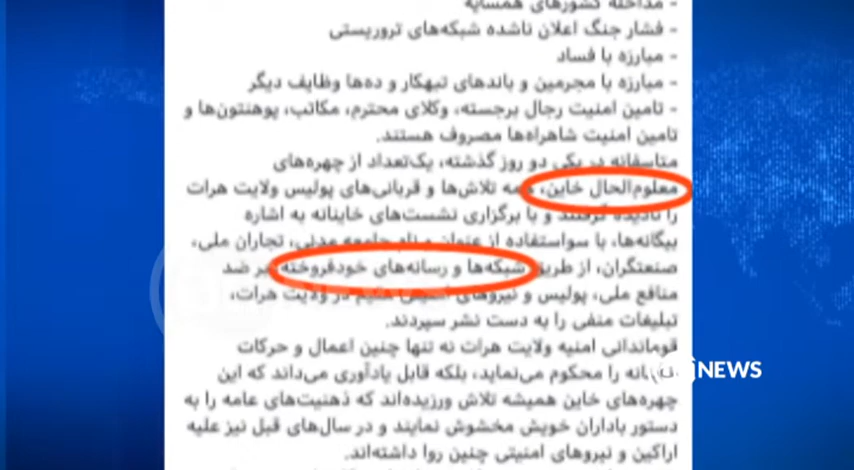 - مداخله کشورهای همسایه
- فشار جنگ اعلان ناشده شبکه‌های تروریستی
- مبارزه با فساد
- مبارزه با مجرمین و باندهای تبهکار و ده‌ها وظایف دیگر
- تامین امنیت رجال برجسته، وکلای محترم، مکاتب، پوهنتون‌ها و
تامین امنیت شاهراه‌ها مصروف هستند.
متاسفانه در یکی دو روز گذشته، یک‌تعداد از چهره‌های
معلوم‌الحال خاین، همه تلاش‌ها و قربانی‌های پولیس ولایت هرات
را نادیده گرفتند و با برگزاری نشست‌های خاینانه به اشاره
بیگانه‌ها، با سواستفاده از عنوان و نام جامعه مدنی، تجاران ملی،
صنعتگران، از طریق شبکه‌ها و رسانه‌های خودفروخته بر ضد
منافع ملی، پولیس و نیروهای امنیتی مقیم در ولایت هرات،
تبلیغات منفی را به دست نشر سپردند.
قوماندانی امنیه ولایت هرات نه تنها چنین اعمال و حرکات
را محکوم می‌نماید، بلکه قابل یادآوری می‌داند که این
NEWS
چهره‌های خاین همیشه تلاش ورزیده‌اند که ذهنیت‌های عامه را به
دستور باداران خویش مخشوش نمایند و در سال‌های قبل نیز علیه
اراکین و نیروهای امنیتی چنین روا داشته‌اند.